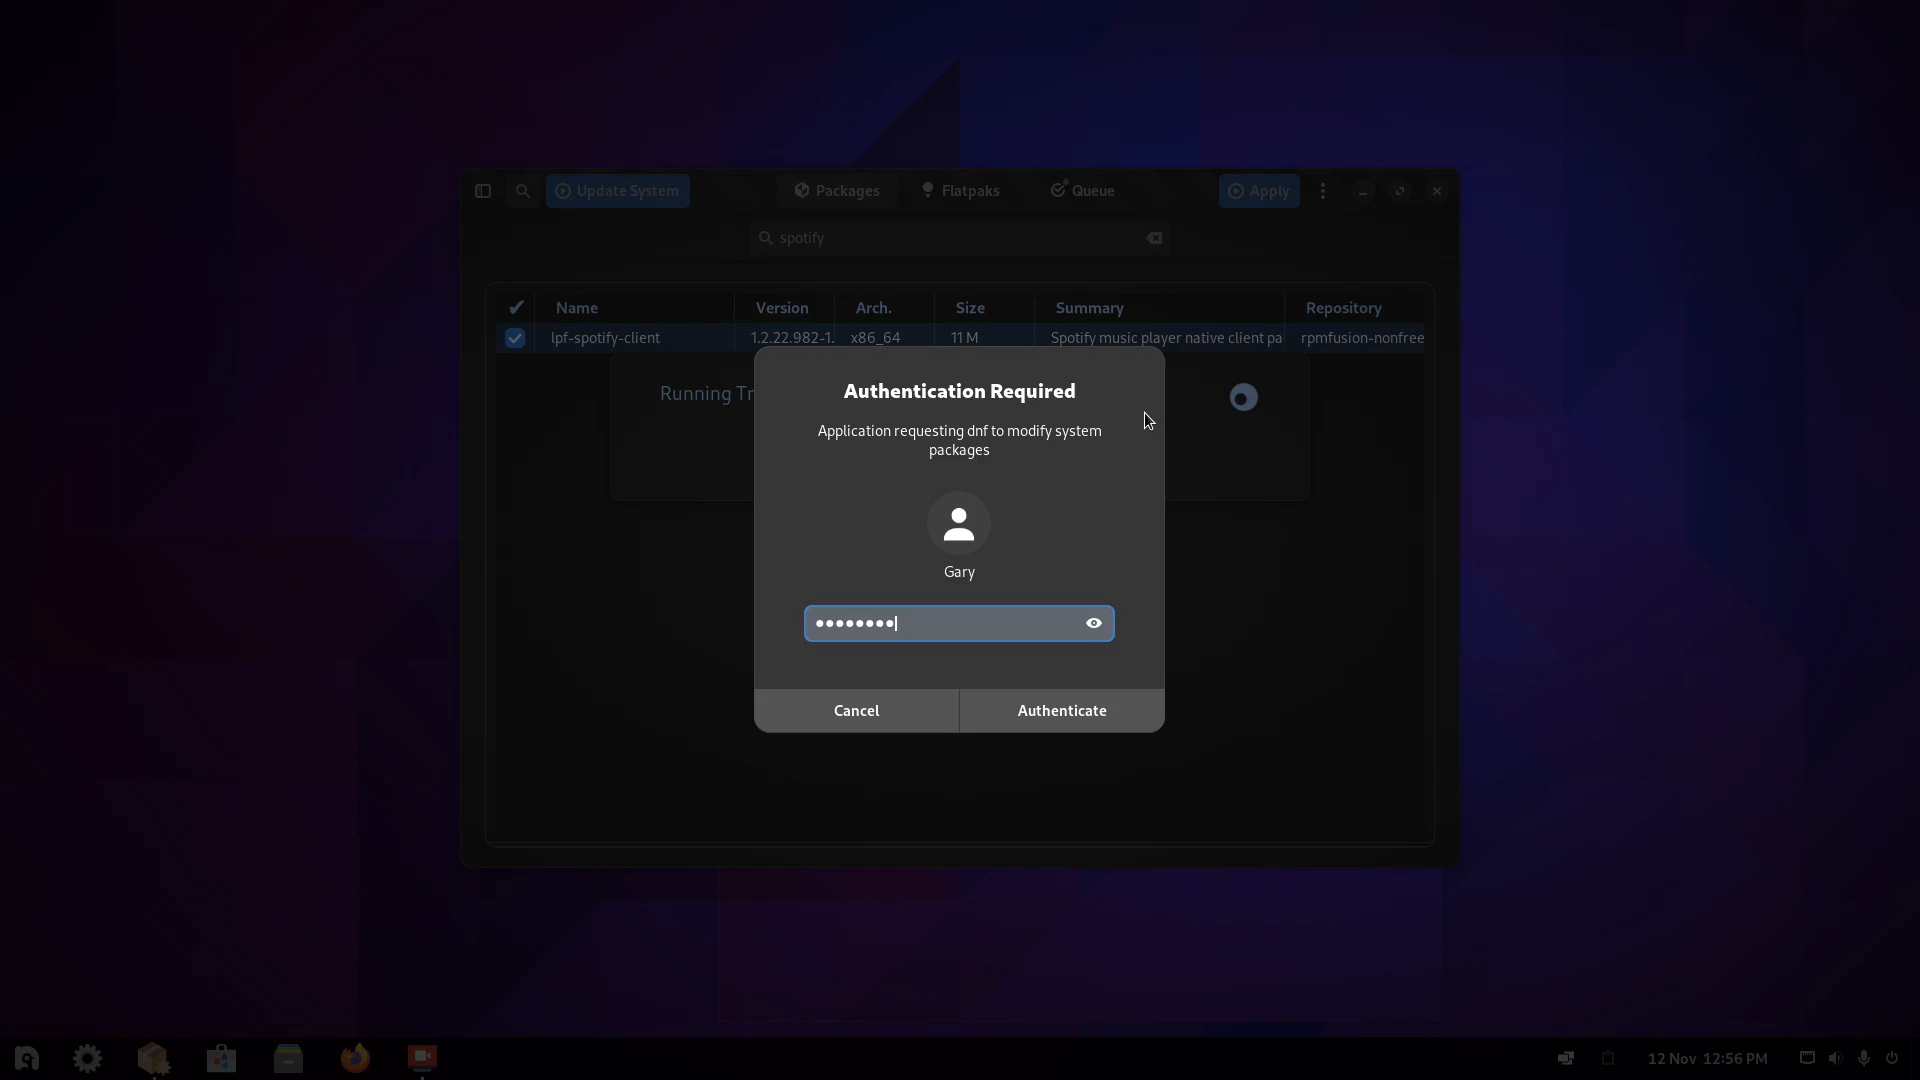 Update System
Packages
Flatpaks
Queue
Apply
spotify
Name Version Arch. Size Summary Repository
lpf-spotify-client 1.2.22.982-1. x86_64 11 M Spotify music player native client pa rpmfusion-nonfree
Running Tr
Authentication Required
Application requesting dnf to modify system
packages
Gary
Cancel
Authenticate
12 Nov 12:56 PM